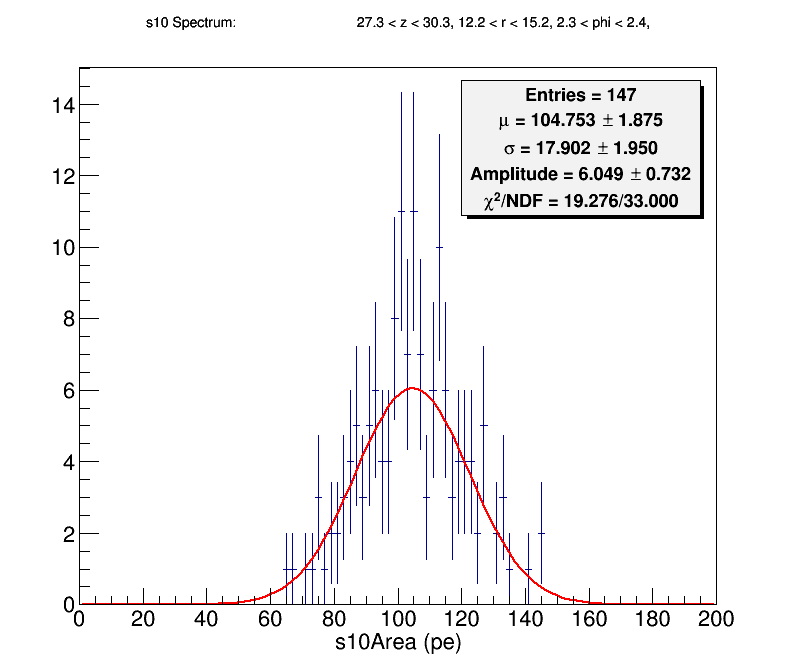 s10 Spectrum: 27.3 < z < 30.3, 12.2 < r < 15.2, 2.3 < phi < 2.4,
Entries = 147
μ = 104.753 ± 1.875
σ = 17.902 ± 1.950
Amplitude = 6.049 ± 0.732
χ²/NDF = 19.276/33.000
14
12
10
8
6
4
2
0
0 20 40 60 80 100 120 140 160 180 200
s10Area (pe)